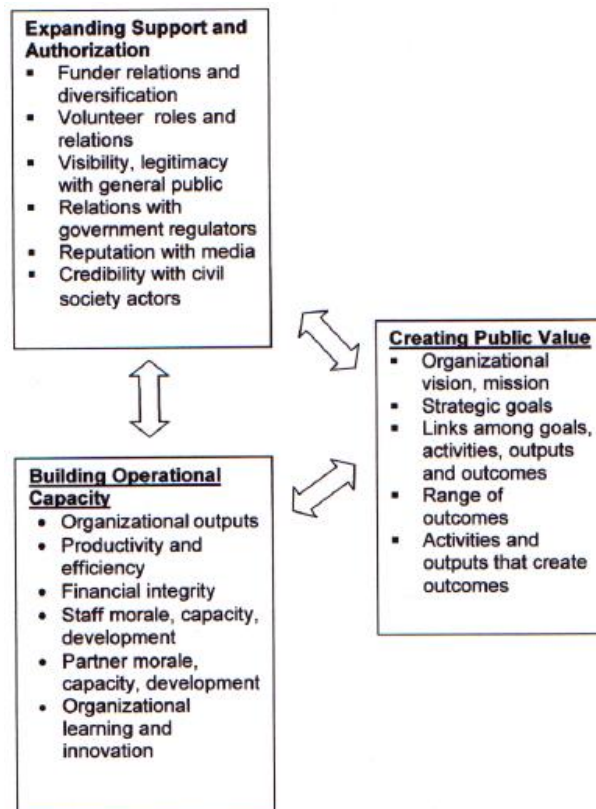 Expanding Support and
Authorization
▪ Funder relations and
diversification
▪ Volunteer roles and
relations
▪ Visibility, legitimacy
with general public
▪ Relations with
government regulators
▪ Reputation with media
▪ Credibility with civil
society actors
Creating Public Value
▪ Organizational
vision, mission
▪ Strategic goals
▪ Links among goals,
activities, outputs
and outcomes
▪ Range of
outcomes
▪ Activities and
outputs that create
outcomes
Building Operational
Capacity
• Organizational outputs
• Productivity and
efficiency
• Financial integrity
• Staff morale, capacity,
development
• Partner morale,
capacity, development
• Organizational
learning and
innovation